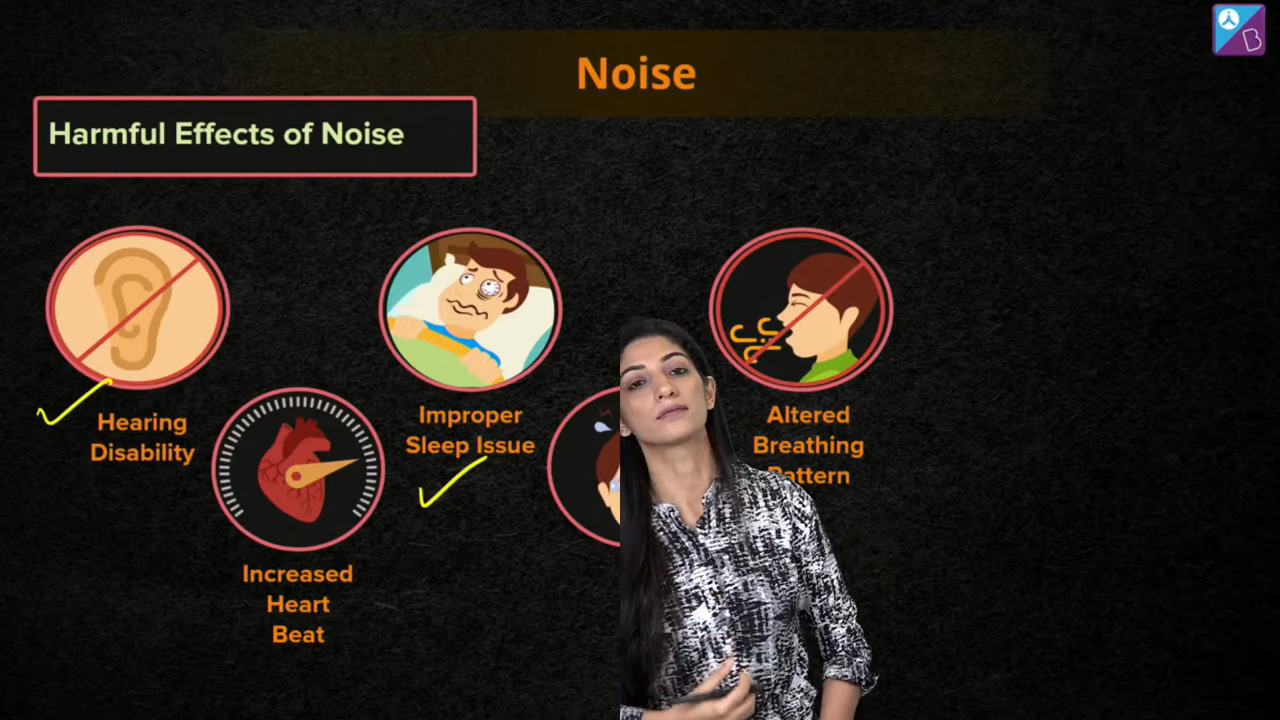 Noise
Harmful Effects of Noise
Hearing
Disability
Improper
Sleep Issue
Altered
Breathing
Pattern
Increased
Heart
Beat